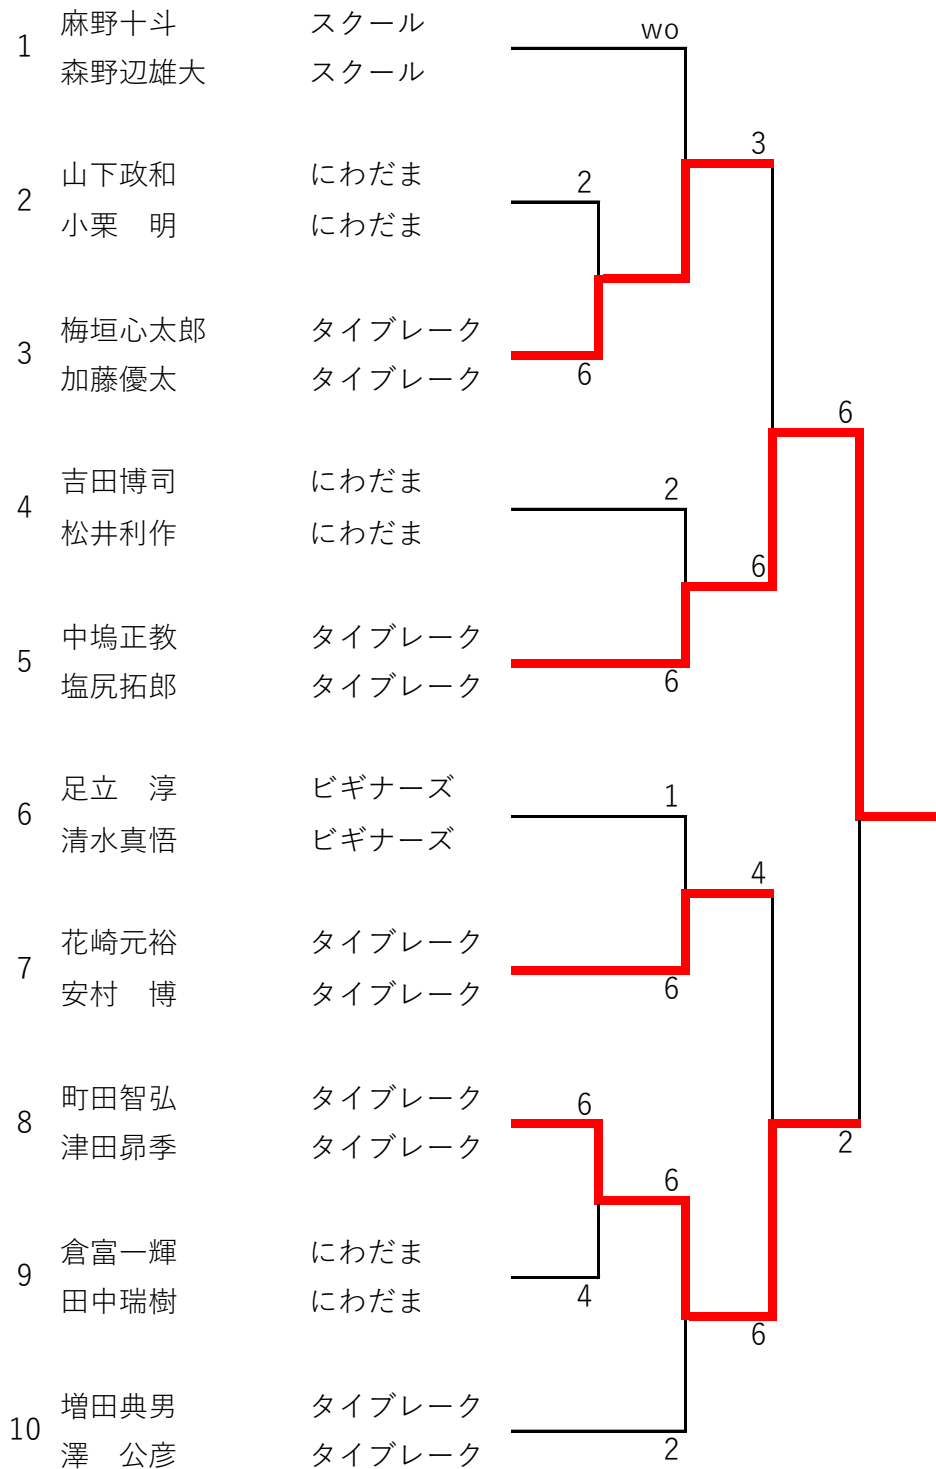 麻野十斗 スクール
1 wo
森野辺雄大 スクール
3
山下政和 にわだま 2
2
小栗　明 にわだま
梅垣心太郎 タイブレーク
3
加藤優太 タイブレーク 6
6
吉田博司 にわだま 2
4
松井利作 にわだま
6
中塢正教 タイブレーク
5
塩尻拓郎 タイブレーク 6
足立　淳 ビギナーズ 1
6
清水真悟 ビギナーズ
4
花崎元裕 タイブレーク
7
安村　博 タイブレーク 6
町田智弘 タイブレーク 6
8
津田昴季 タイブレーク 2
6
倉富一輝 にわだま
9
田中瑞樹 にわだま 4
6
増田典男 タイブレーク
10
澤　公彦 タイブレーク 2